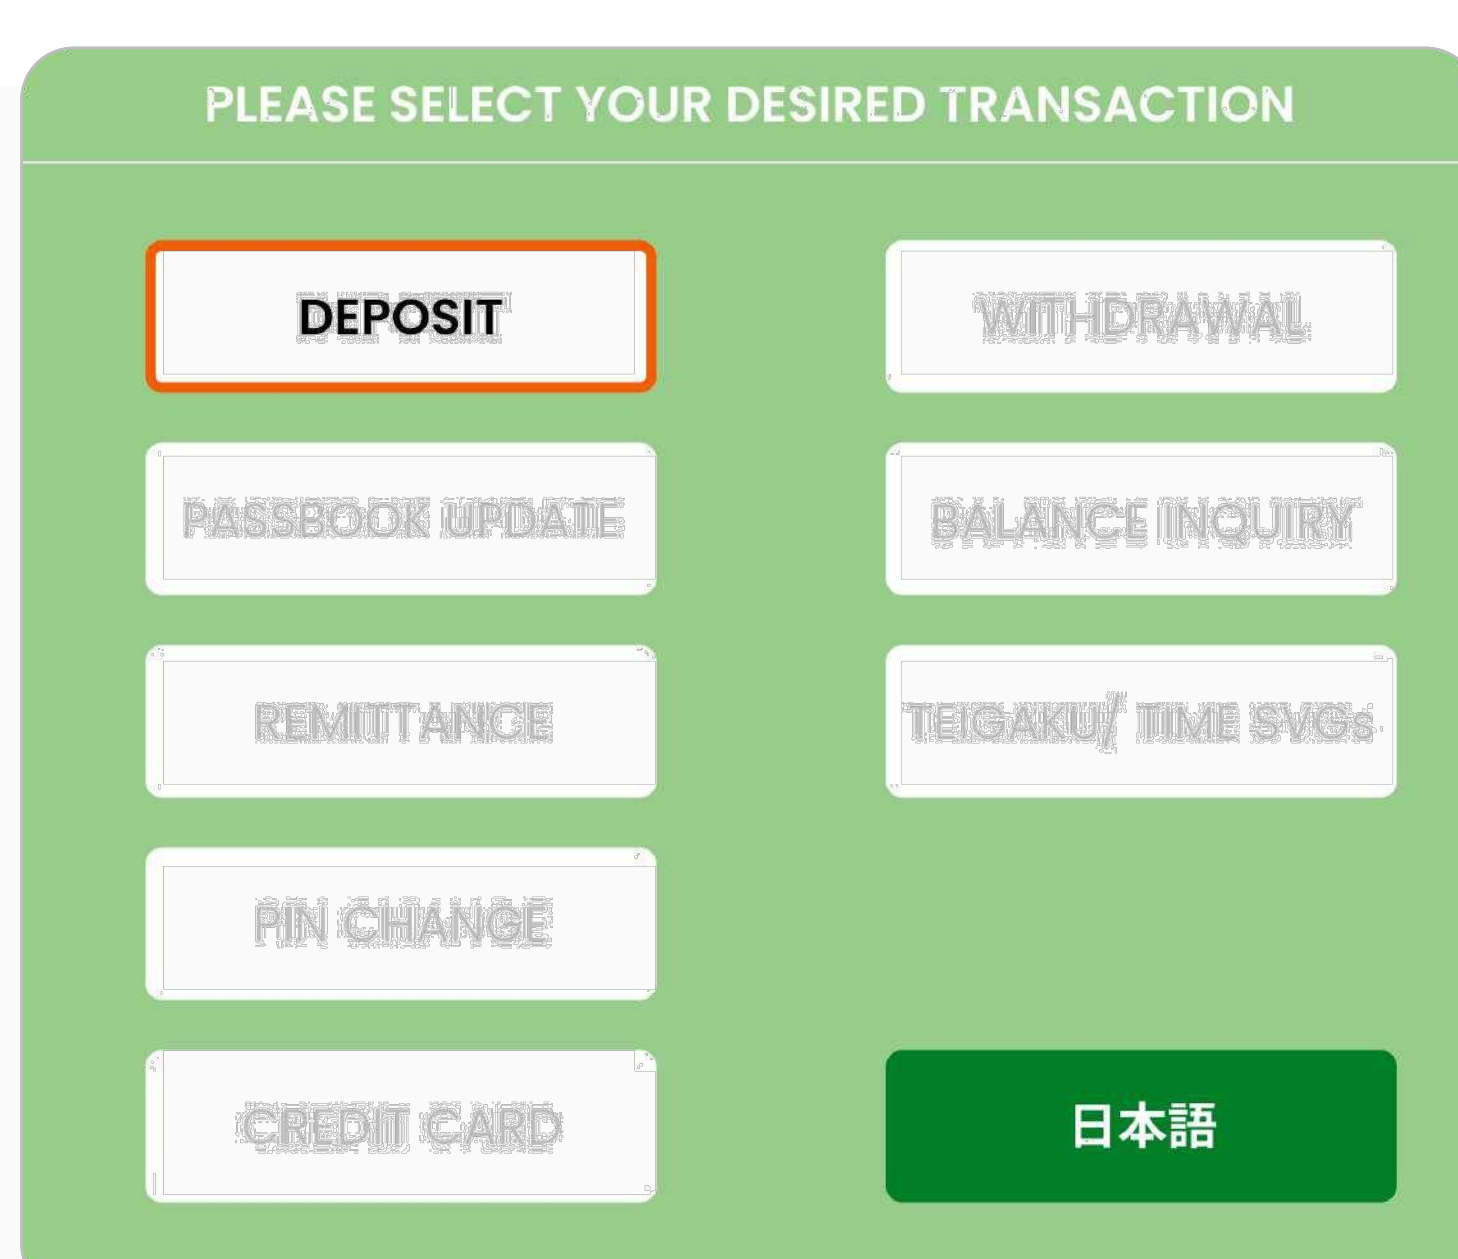 PLEASE SELECT YOUR DESIRED TRANSACTION
DEPOSIT
WITHDRAWAL
PASSBOOK UPDATE
BALANCE INQUIRY
REMITTANCE
TEIGAKU/ TIME SVGs
PIN CHANGE
CREDIT CARD
日本語